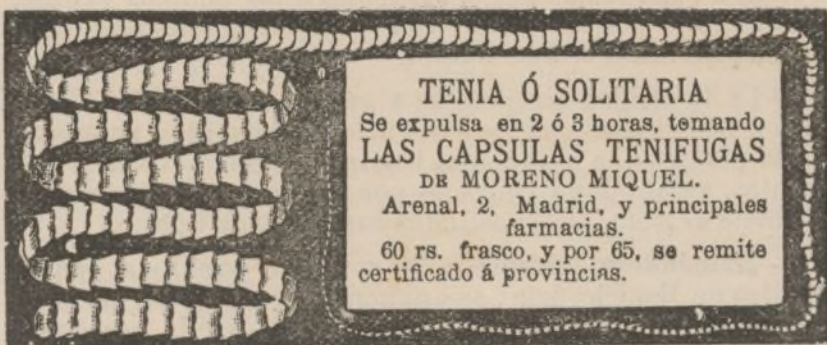 TENIA Ó SOLITARIA
Se expulsa en 2 ó 3 horas, temando
LAS CAPSULAS TENIFUGAS
DE MORENO MIQUEL.
Arenal, 2, Madrid, y principales
farmacias.
60 rs. frasco, y por 65, se remite
certificado á provincias.